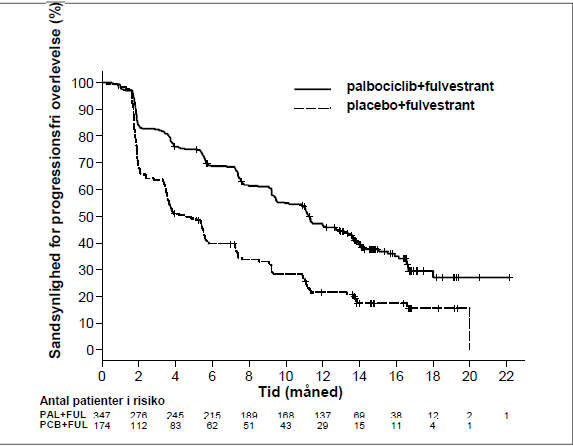 Sandsynlighed for progressionsfri overlevelse (%)
100
90
80
70
60
50
40
30
20
10
0
palbociclib+fulvestrant
placebo+fulvestrant
0 2 4 6 8 10 12 14 16 18 20 22
Tid (måned)
Antal patienter i risiko
PAL+FUL 347 276 245 215 189 168 137 69 38 12 2 1
PCB+FUL 174 112 83 62 51 43 29 15 11 4 1